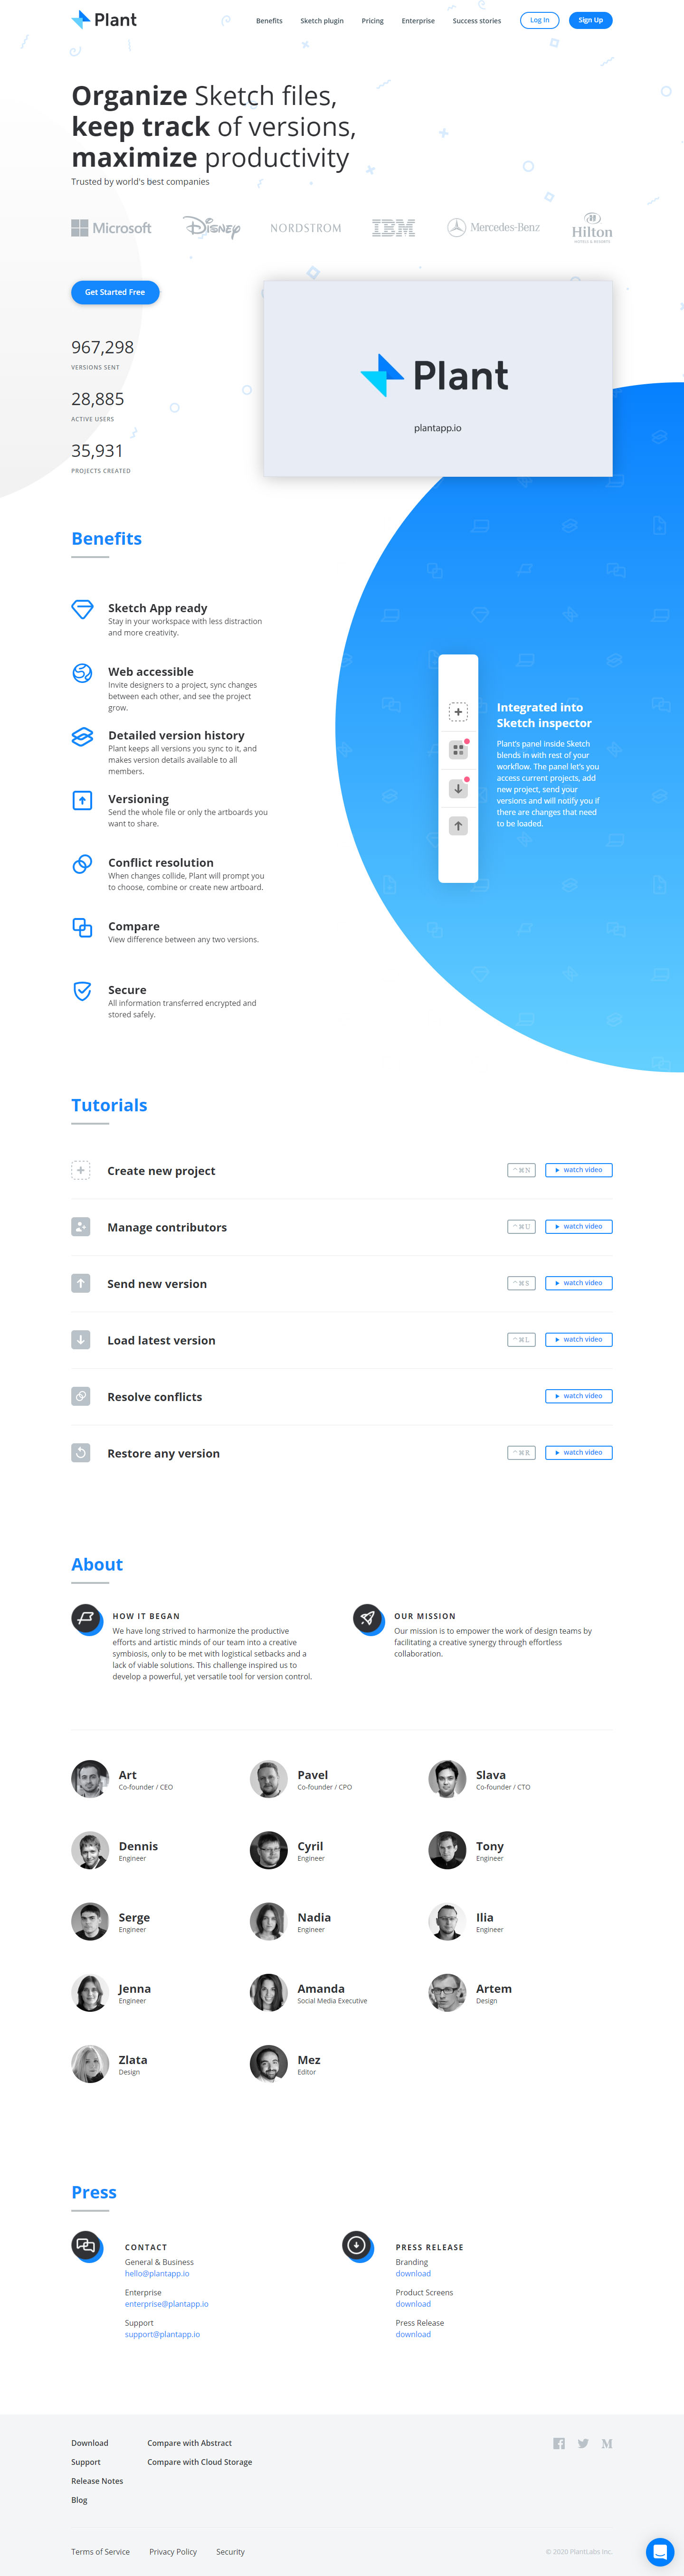 Plant
Benefits
Sketch plugin
Pricing
Enterprise
Success stories
Log In
Sign Up
Organize Sketch files,
keep track of versions,
maximize productivity
Trusted by world's best companies
Microsoft
Disney
NORDSTROM
IBM
Mercedes-Benz
Hilton
HOTELS & RESORTS
Get Started Free
967,298
VERSIONS SENT
28,885
ACTIVE USERS
35,931
PROJECTS CREATED
Plant
plantapp.io
Benefits
Sketch App ready
Stay in your workspace with less distraction
and more creativity.
Web accessible
Invite designers to a project, sync changes
between each other, and see the project
grow.
Detailed version history
Plant keeps all versions you sync to it, and
makes version details available to all
members.
Versioning
Send the whole file or only the artboards you
want to share.
Conflict resolution
When changes collide, Plant will prompt you
to choose, combine or create new artboard.
Compare
View difference between any two versions.
Secure
All information transferred encrypted and
stored safely.
Integrated into
Sketch inspector
Plant's panel inside Sketch
blends in with rest of your
workflow. The panel let's you
access current projects, add
new project, send your
versions and will notify you if
there are changes that need
to be loaded.
Tutorials
Create new project
⌃⌘N
watch video
Manage contributors
⌃⌘U
watch video
Send new version
⌃⌘S
watch video
Load latest version
⌃⌘L
watch video
Resolve conflicts
watch video
Restore any version
⌃⌘R
watch video
About
HOW IT BEGAN
We have long strived to harmonize the productive
efforts and artistic minds of our team into a creative
symbiosis, only to be met with logistical setbacks and a
lack of viable solutions. This challenge inspired us to
develop a powerful, yet versatile tool for version control.
OUR MISSION
Our mission is to empower the work of design teams by
facilitating a creative synergy through effortless
collaboration.
Art
Co-founder / CEO
Pavel
Co-founder / CPO
Slava
Co-founder / CTO
Dennis
Engineer
Cyril
Engineer
Tony
Engineer
Serge
Engineer
Nadia
Engineer
Ilia
Engineer
Jenna
Engineer
Amanda
Social Media Executive
Artem
Design
Zlata
Design
Mez
Editor
Press
CONTACT
General & Business
hello@plantapp.io
Enterprise
enterprise@plantapp.io
Support
support@plantapp.io
PRESS RELEASE
Branding
download
Product Screens
download
Press Release
download
Download
Compare with Abstract
Support
Compare with Cloud Storage
Release Notes
Blog
Terms of Service
Privacy Policy
Security
© 2020 PlantLabs Inc.